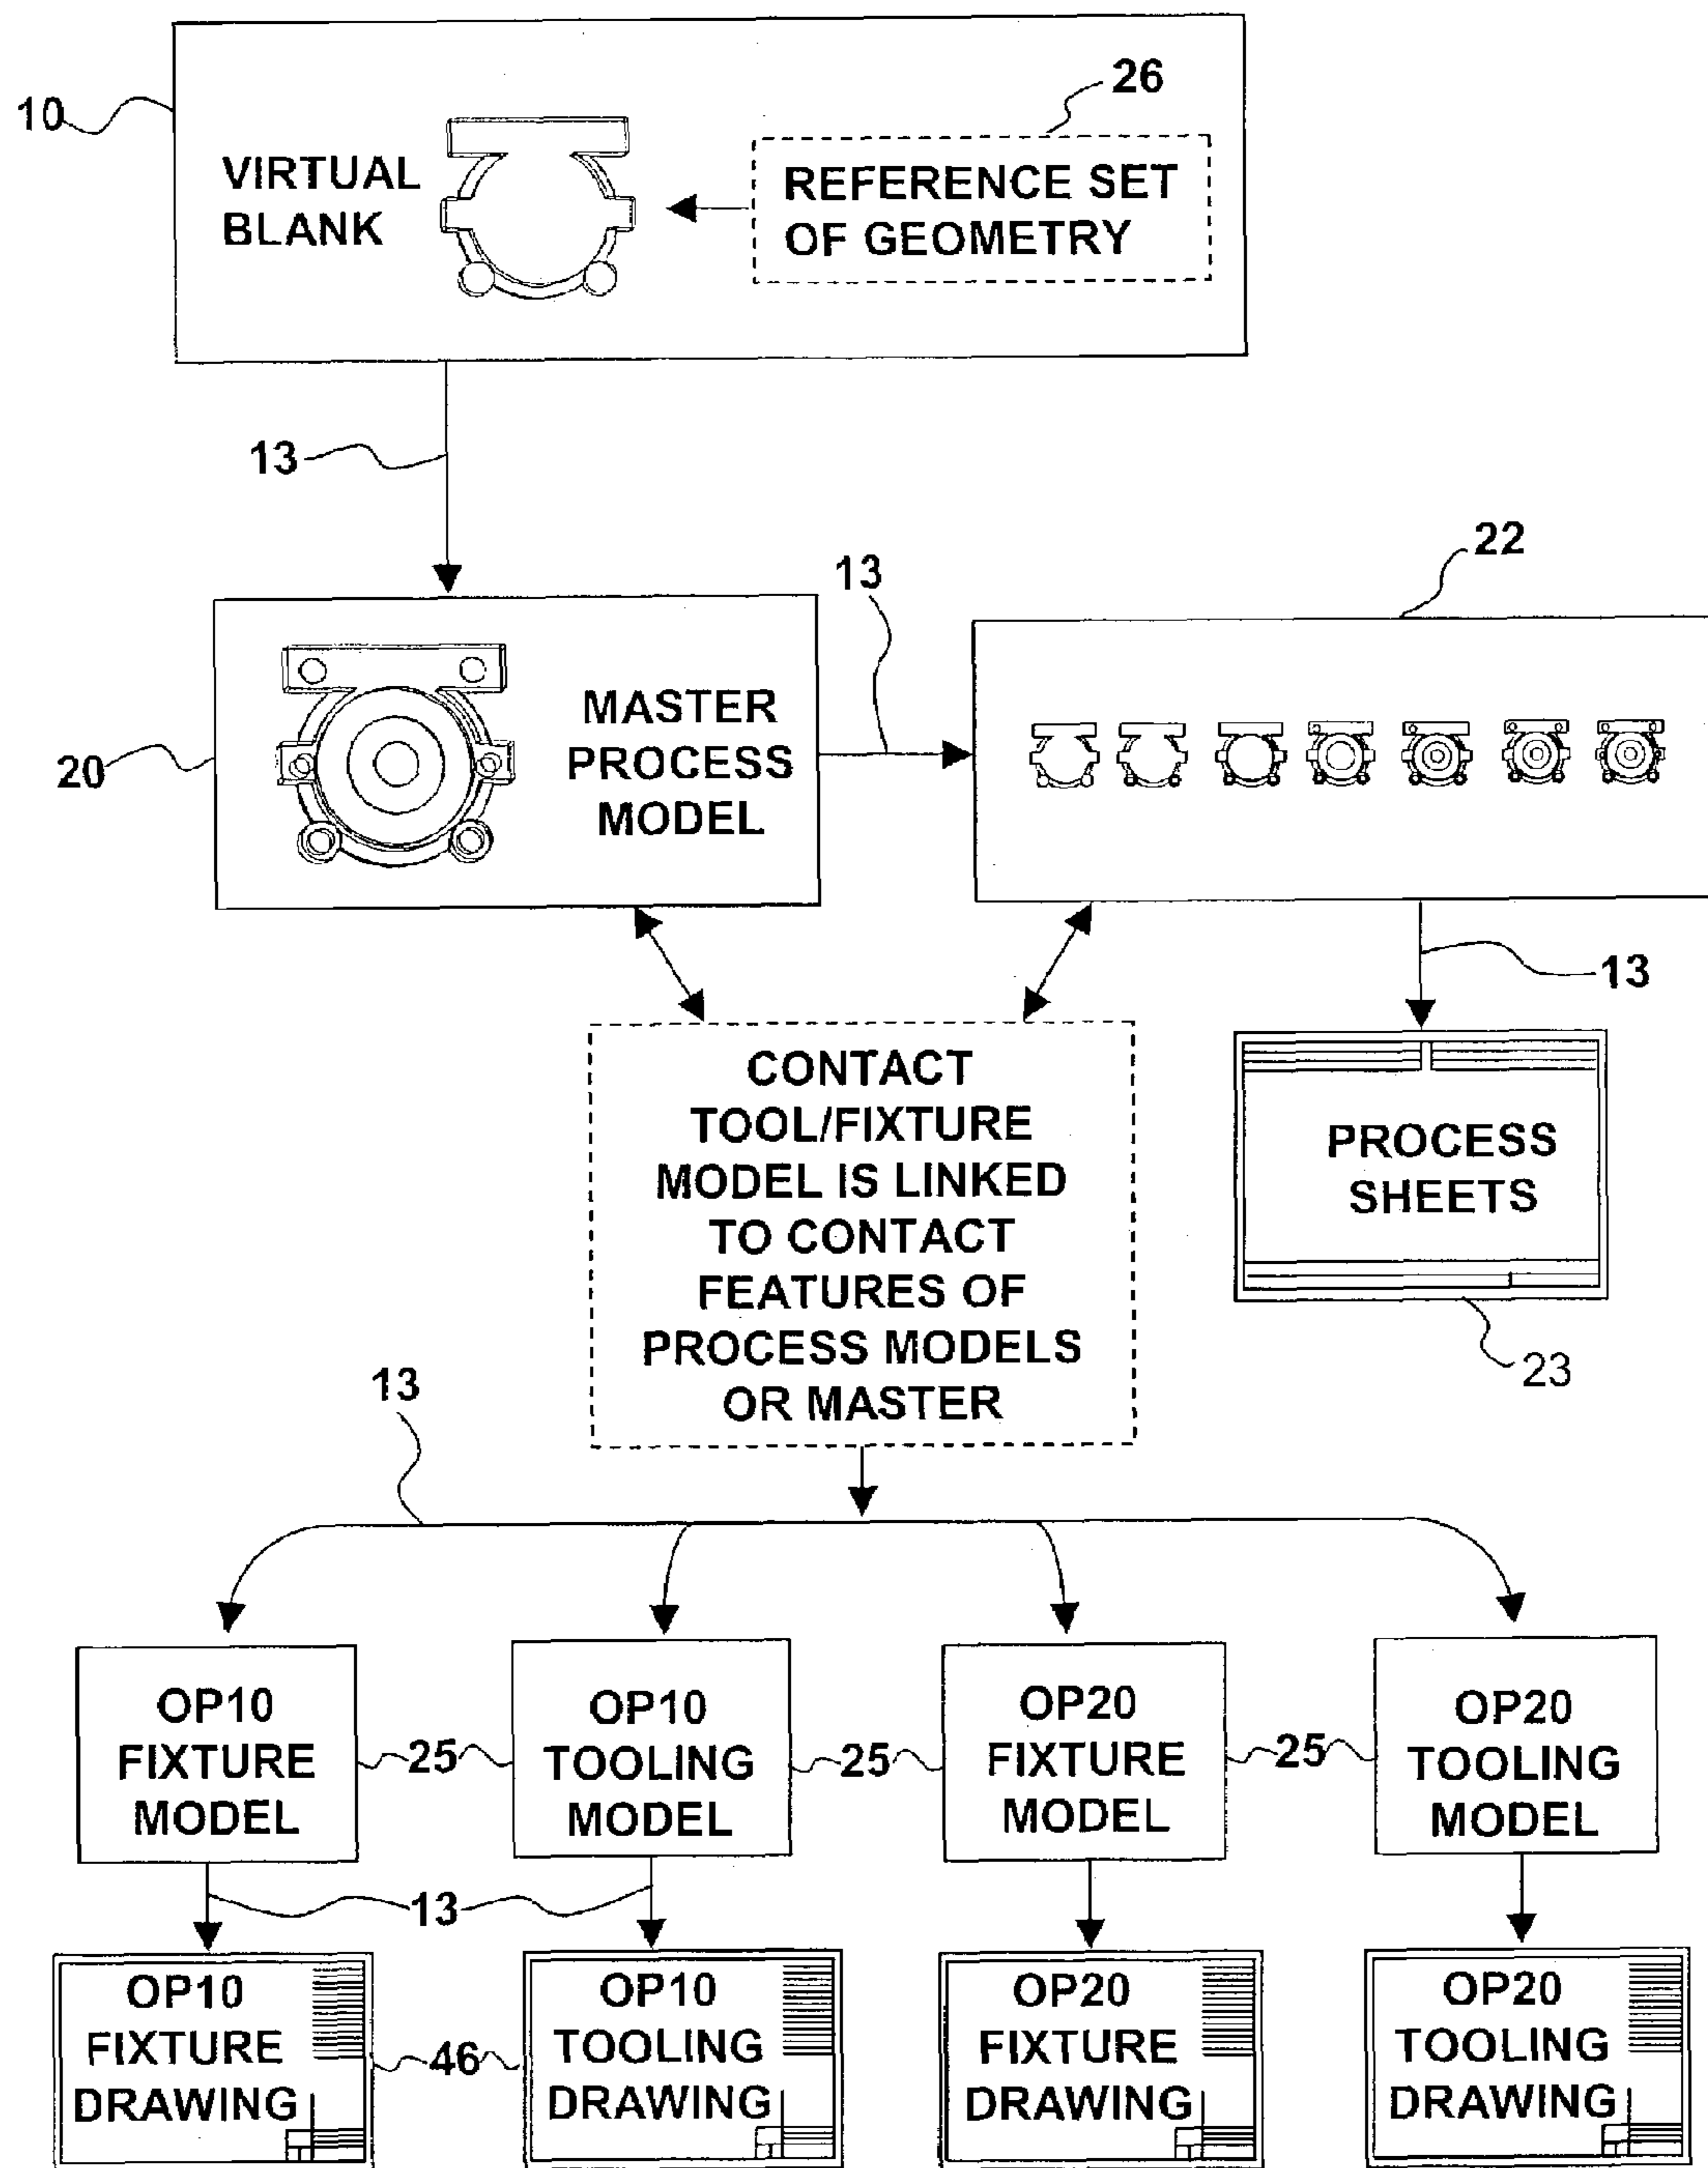 10
VIRTUAL
BLANK
26
REFERENCE SET
OF GEOMETRY
13
20
MASTER
PROCESS
MODEL
13
22
13
CONTACT
TOOL/FIXTURE
MODEL IS LINKED
TO CONTACT
FEATURES OF
PROCESS MODELS
OR MASTER
PROCESS
SHEETS
23
13
OP10
FIXTURE
MODEL
25
OP10
TOOLING
MODEL
25
OP20
FIXTURE
MODEL
25
OP20
TOOLING
MODEL
13
OP10
FIXTURE
DRAWING
46
OP10
TOOLING
DRAWING
OP20
FIXTURE
DRAWING
OP20
TOOLING
DRAWING